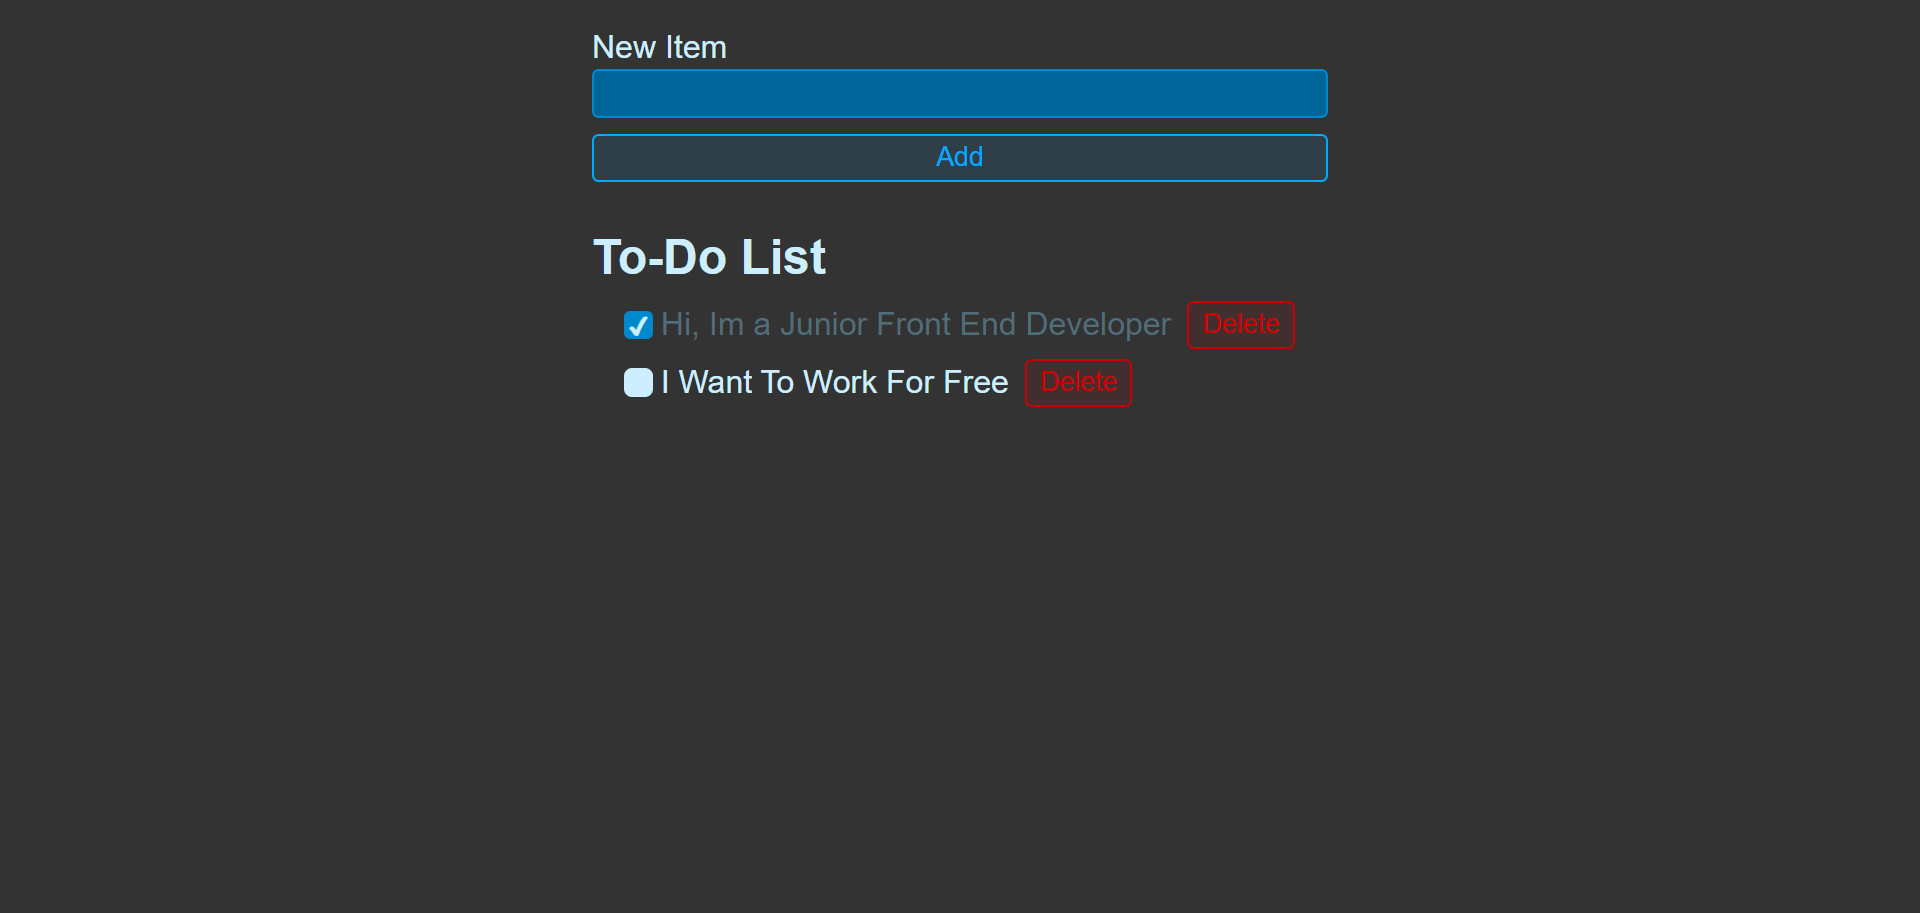 New Item
Add
To-Do List
Hi, Im a Junior Front End Developer Delete
I Want To Work For Free Delete